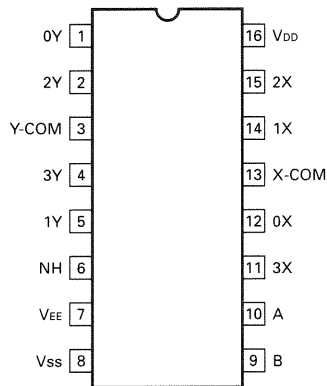 0Y 1 16 VDD
2Y 2 15 2X
Y-COM 3 14 1X
3Y 4 13 X-COM
1Y 5 12 0X
NH 6 11 3X
VEE 7 10 A
Vss 8 9 B